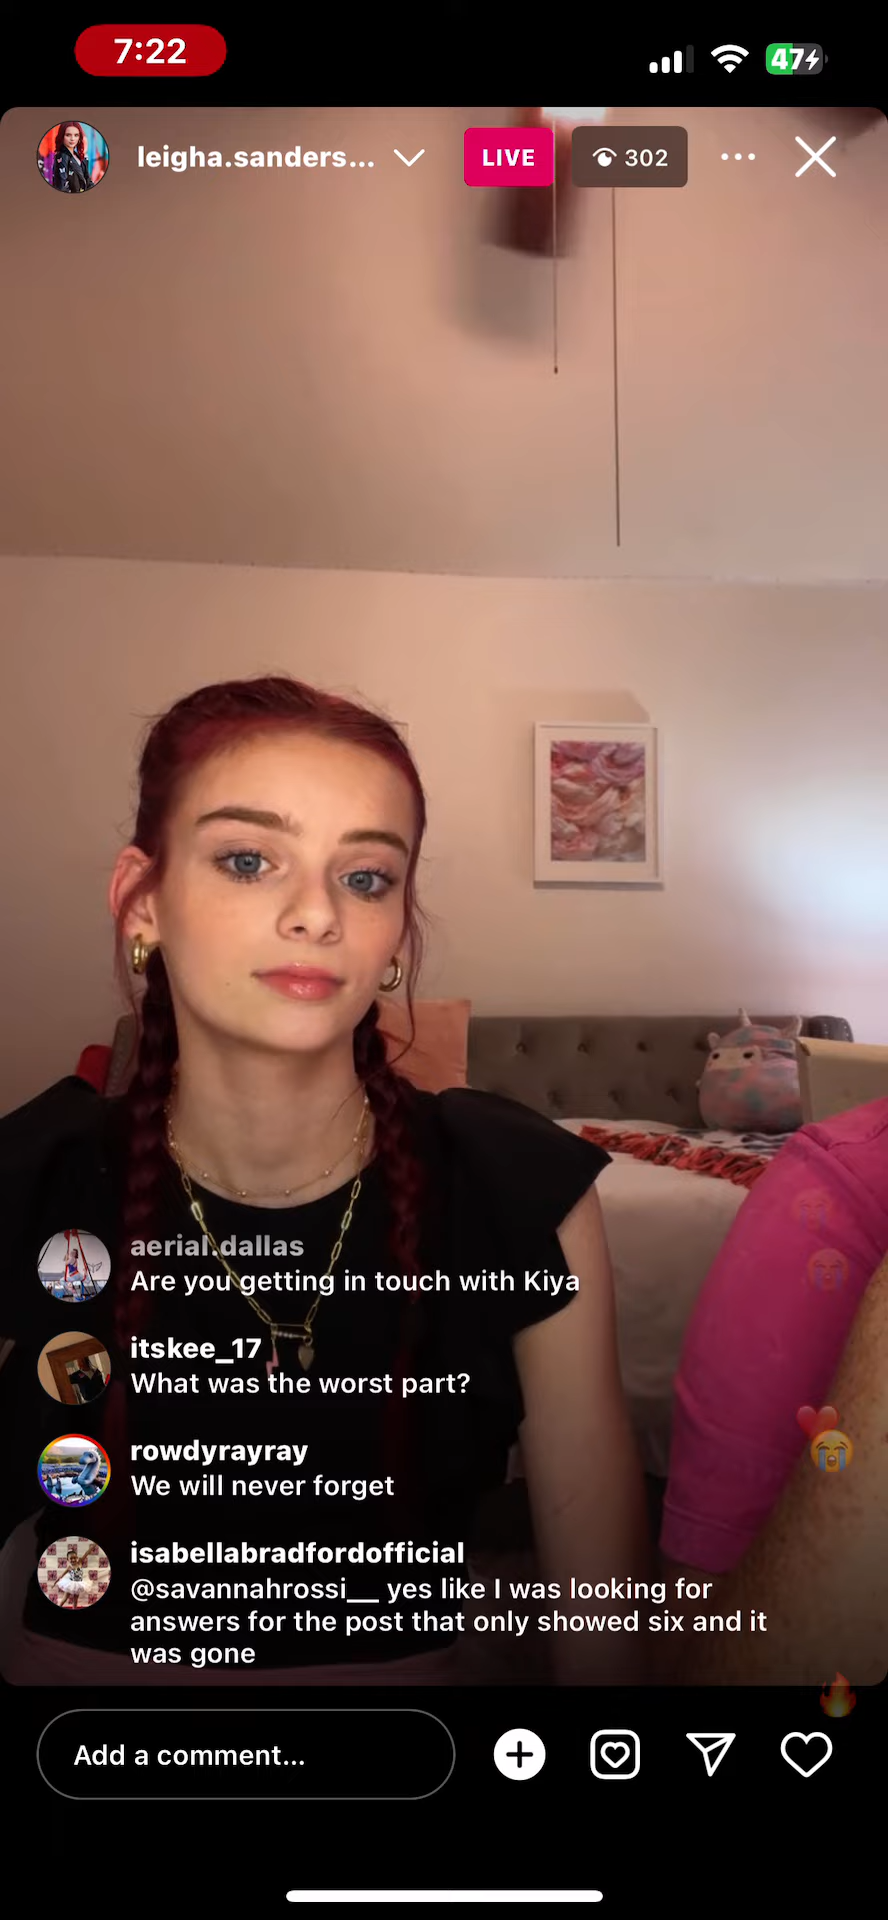 7:22
47
leigha.sanders...
LIVE
302
aerial.dallas
Are you getting in touch with Kiya
itskee_17
What was the worst part?
rowdyrayray
We will never forget
isabellabradfordofficial
@savannahrossi__ yes like I was looking for
answers for the post that only showed six and it
was gone
Add a comment...